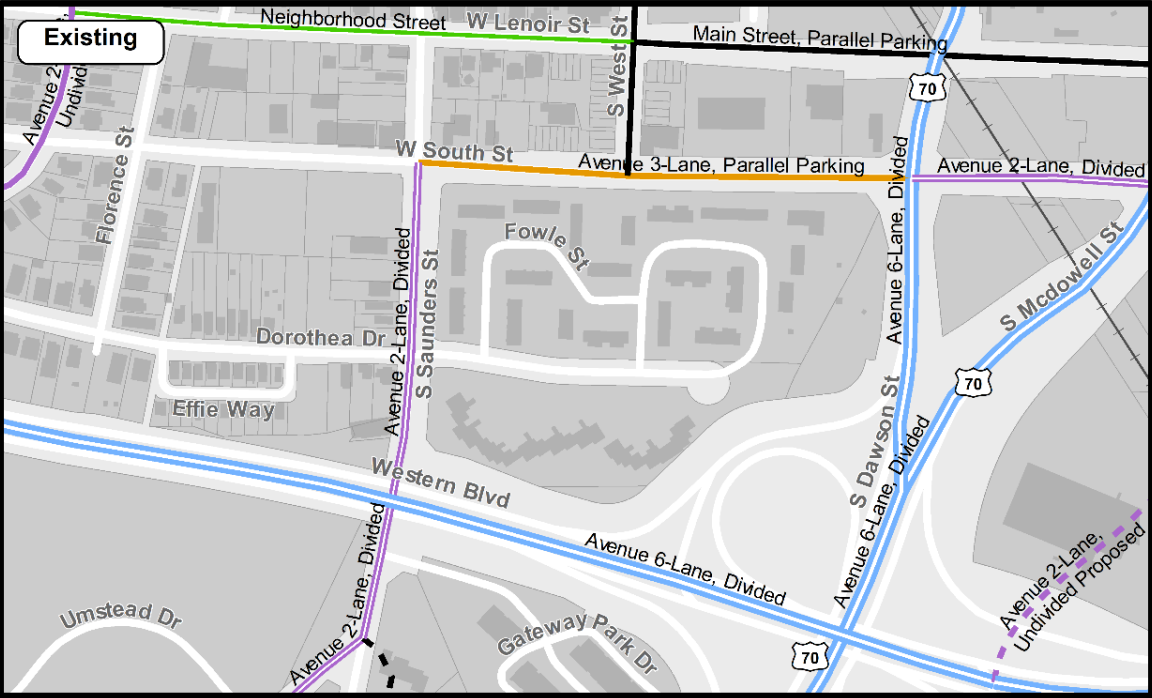 Existing
Neighborhood Street
W Lenoir St
S West St
Main Street, Parallel Parking
70
Avenue 2-
Undivid
Florence St
W South St
Avenue 3-Lane, Parallel Parking
Avenue 2-Lane, Divided
Avenue 6-Lane, Divided
Fowle St
S Mcdowell St
Avenue 2-Lane, Divided
S Saunders St
Dorothea Dr
Effie Way
70
S Dawson St
Avenue 6-Lane, Divided
Western Blvd
Avenue 6-Lane, Divided
Avenue 2-Lane, Divided
Avenue 2-Lane,
Undivided Proposed
Umstead Dr
Gateway Park Dr
70